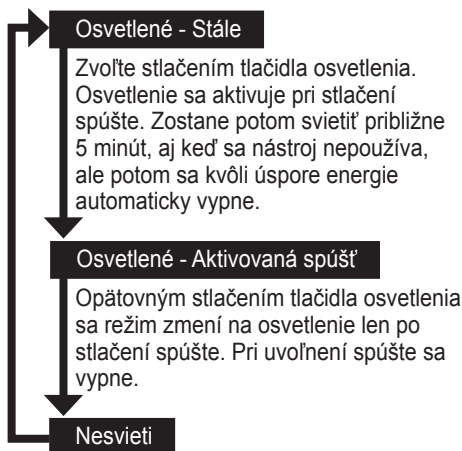 Osvetlené - Stále
Zvoľte stlačením tlačidla osvetlenia.
Osvetlenie sa aktivuje pri stlačení
spúšte. Zostane potom svietiť približne
5 minút, aj keď sa nástroj nepoužíva,
ale potom sa kvôli úspore energie
automaticky vypne.
Osvetlené - Aktivovaná spúšť
Opätovným stlačením tlačidla osvetlenia
sa režim zmení na osvetlenie len po
stlačení spúšte. Pri uvoľnení spúšte sa
vypne.
Nesvieti